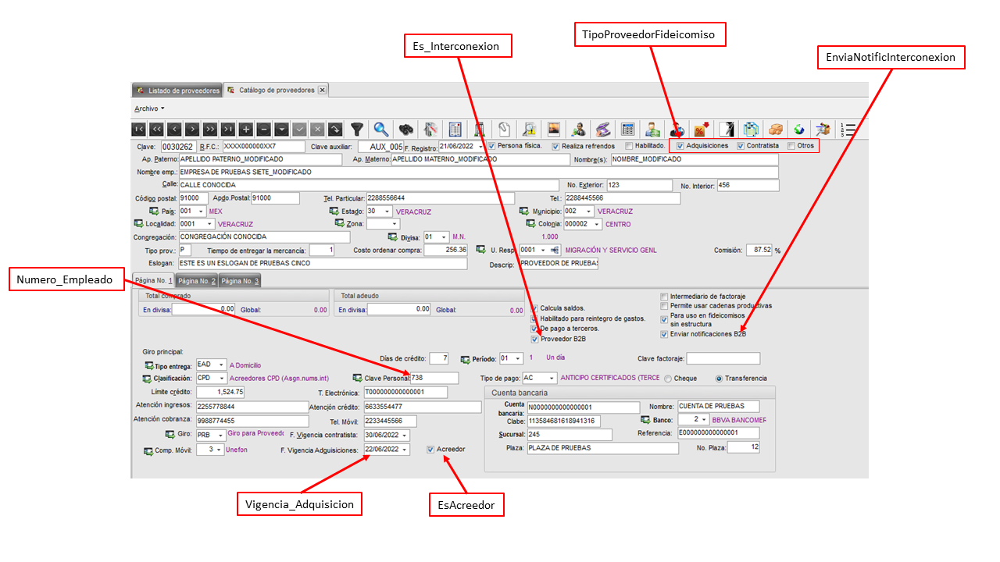 TipoProveedorFideicomiso
Es_Interconexion
EnviaNotificInterconexion
Listado de proveedores Catálogo de proveedores
Archivo
Clave: 0030262 R.F.C.: XXXX000000XX7 Clave auxiliar: AUX_005 F. Registro: 21/06/2022 Persona física. Realiza refrendos Habilitado. Adquisiciones Contratista Otros
Ap. Paterno: APELLIDO PATERNO_MODIFICADO Ap. Materno: APELLIDO MATERNO_MODIFICADO Nombre(s): NOMBRE_MODIFICADO
Nombre emp.: EMPRESA DE PRUEBAS SIETE_MODIFICADO
Calle: CALLE CONOCIDA No. Exterior: 123 No. Interior: 456
Código postal: 91000 Apdo.Postal: 91000 Tel. Particular: 2288556644 Tel.: 2288445566
País: 001 MEX Estado: 30 VERACRUZ Municipio: 002 VERACRUZ
Localidad: 0001 VERACRUZ Zona: Colonia: 000002 CENTRO
Congregación: CONGREGACIÓN CONOCIDA Divisa: 01 M.N. 1.000
Tipo prov.: P Tiempo de entregar la mercancía: 1 Costo ordenar compra: 256.36 U. Resp. 0001 MIGRACIÓN Y SERVICIO GENL Comisión: 87.52 %
Eslogan: ESTE ES UN ESLOGAN DE PRUEBAS CINCO Descrip: PROVEEDOR DE PRUEBAS
Numero_Empleado
Página No. 1 Página No. 2 Página No. 3
Total comprado Total adeudo
En divisa: 0.00 Global: 0.00 En divisa: 0.00 Global: 0.00
Calcula saldos.
Habilitado para reintegro de gastos.
De pago a terceros.
Proveedor B2B
Intermediario de factoraje
Permite usar cadenas productivas
Para uso en fideicomisos
sin estructura
Enviar notificaciones B2B
Giro principal:
Días de crédito: 7 Período: 01 1 Un día Clave factoraje:
Tipo entrega: EAD A Domicilio
Clasificación: CPD Acreedores CPD (Asgn.nums.int) Clave Personal: 738 Tipo de pago: AC ANTICIPO CERTIFICADOS (TERCE Cheque Transferencia
Límite crédito: 1,524.75 T. Electrónica: T000000000000001
Atención ingresos: 2255778844 Atención crédito: 6633554477
Atención cobranza: 9988774455 Tel. Móvil: 2233445566
Giro: PRB Giro para Proveedo F. Vigencia contratista: 30/06/2022
Comp. Móvil: 3 Unefon F. Vigencia Adguisiciones: 22/06/2022 Acreedor
Cuenta bancaria
Cuenta bancaria: N0000000000000001 Nombre: CUENTA DE PRUEBAS
Clabe: 113584681618941316 Banco: 2 BBVA BANCOMER
Sucursal: 245 Referencia: E000000000000001
Plaza: PLAZA DE PRUEBAS No. Plaza: 12
Vigencia_Adquisicion
EsAcreedor